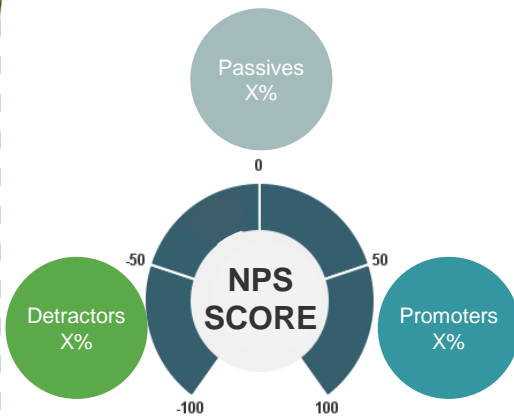 Passives
X%
0
-50
50
NPS
SCORE
Detractors
X%
Promoters
X%
-100
100